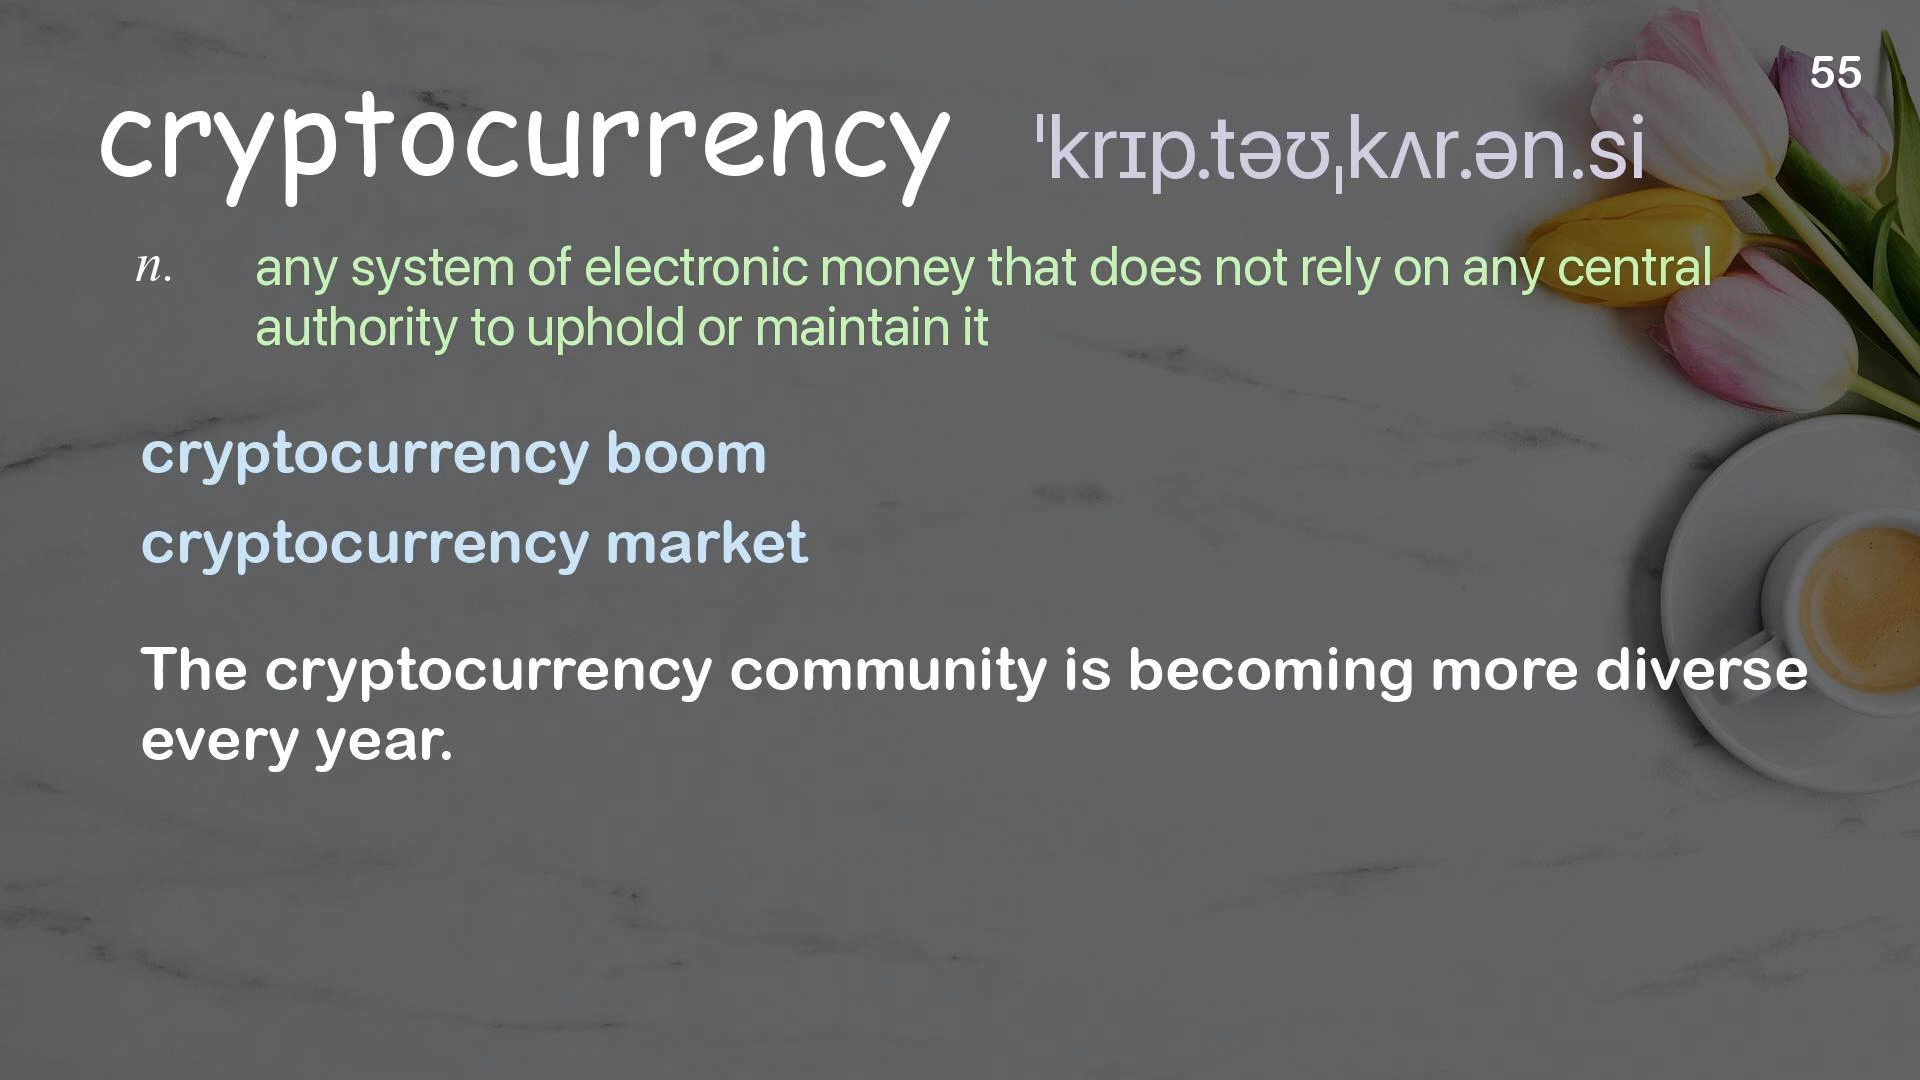 55
cryptocurrency ˈkrɪp.təʊˌkʌr.ən.si
n. any system of electronic money that does not rely on any central
authority to uphold or maintain it
cryptocurrency boom
cryptocurrency market
The cryptocurrency community is becoming more diverse
every year.